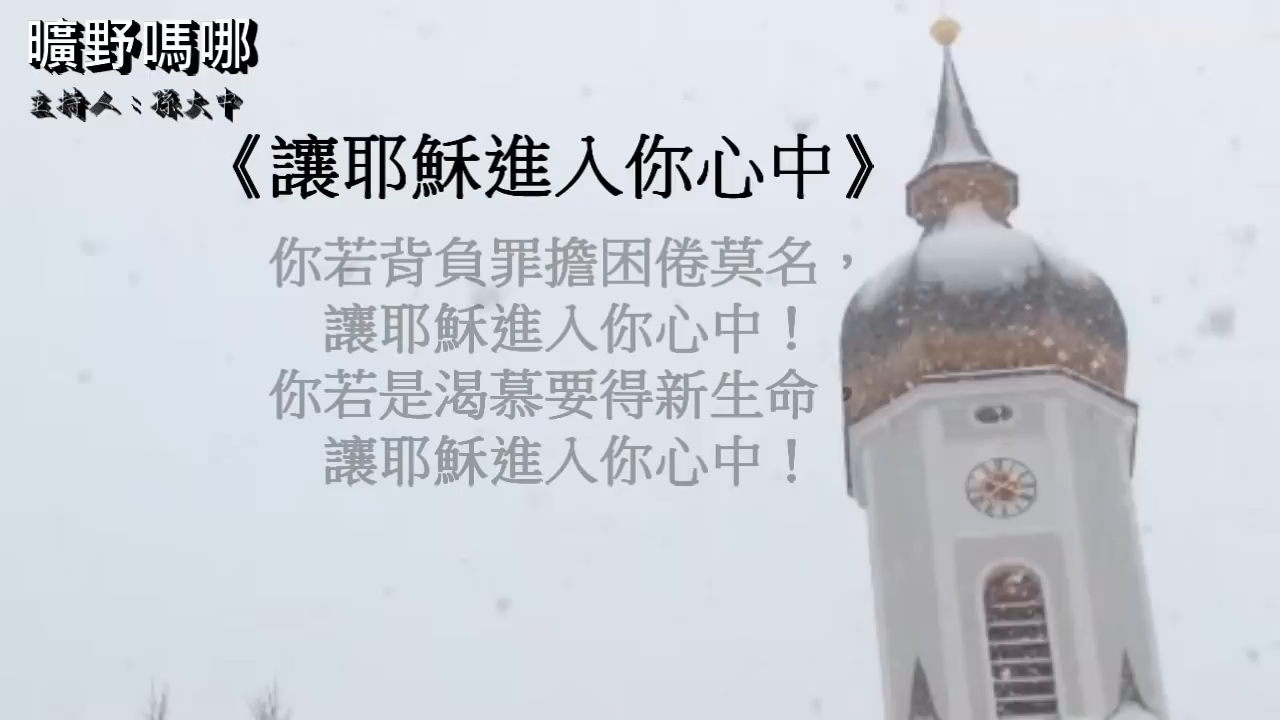 曠野嗎哪
主持人：孫大中
《讓耶穌進入你心中》
你若背負罪擔困倦莫名，
讓耶穌進入你心中！
你若是渴慕要得新生命，
讓耶穌進入你心中！